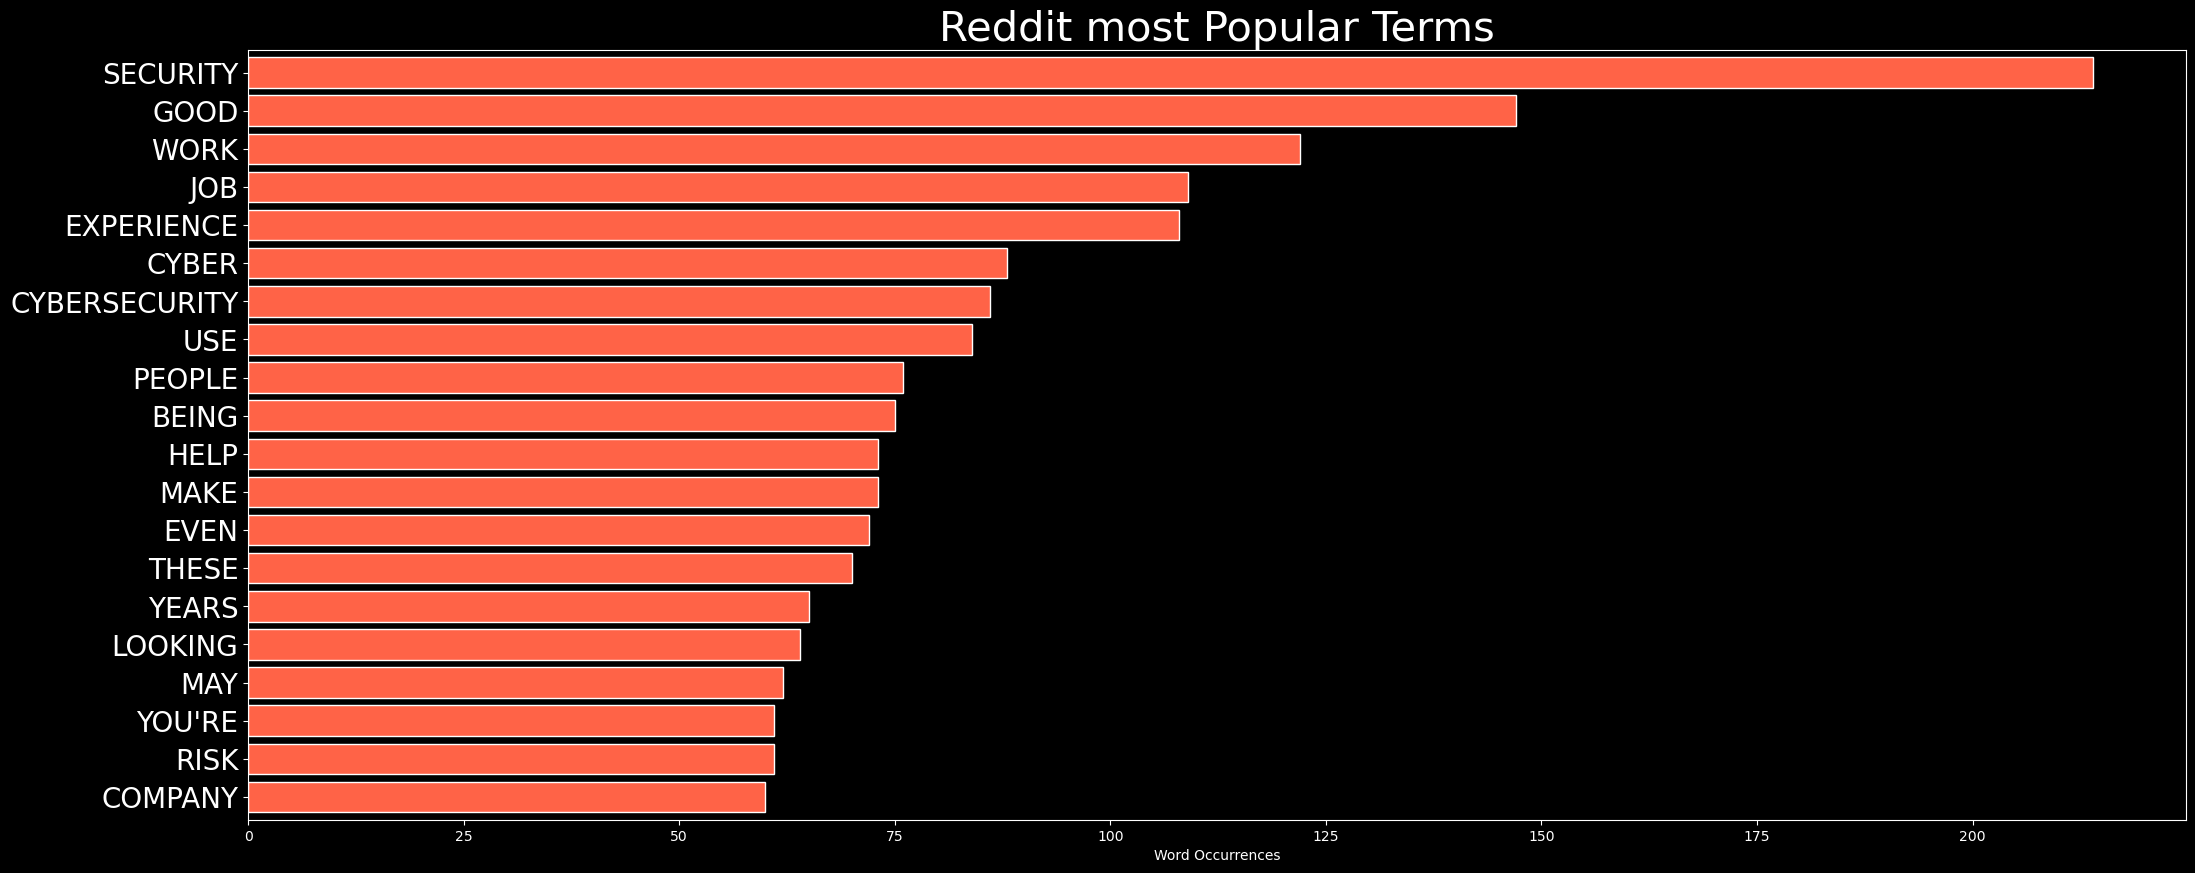 Reddit most Popular Terms
SECURITY
GOOD
WORK
JOB
EXPERIENCE
CYBER
CYBERSECURITY
USE
PEOPLE
BEING
HELP
MAKE
EVEN
THESE
YEARS
LOOKING
MAY
YOU'RE
RISK
COMPANY
0 25 50 75 100 125 150 175 200
Word Occurrences